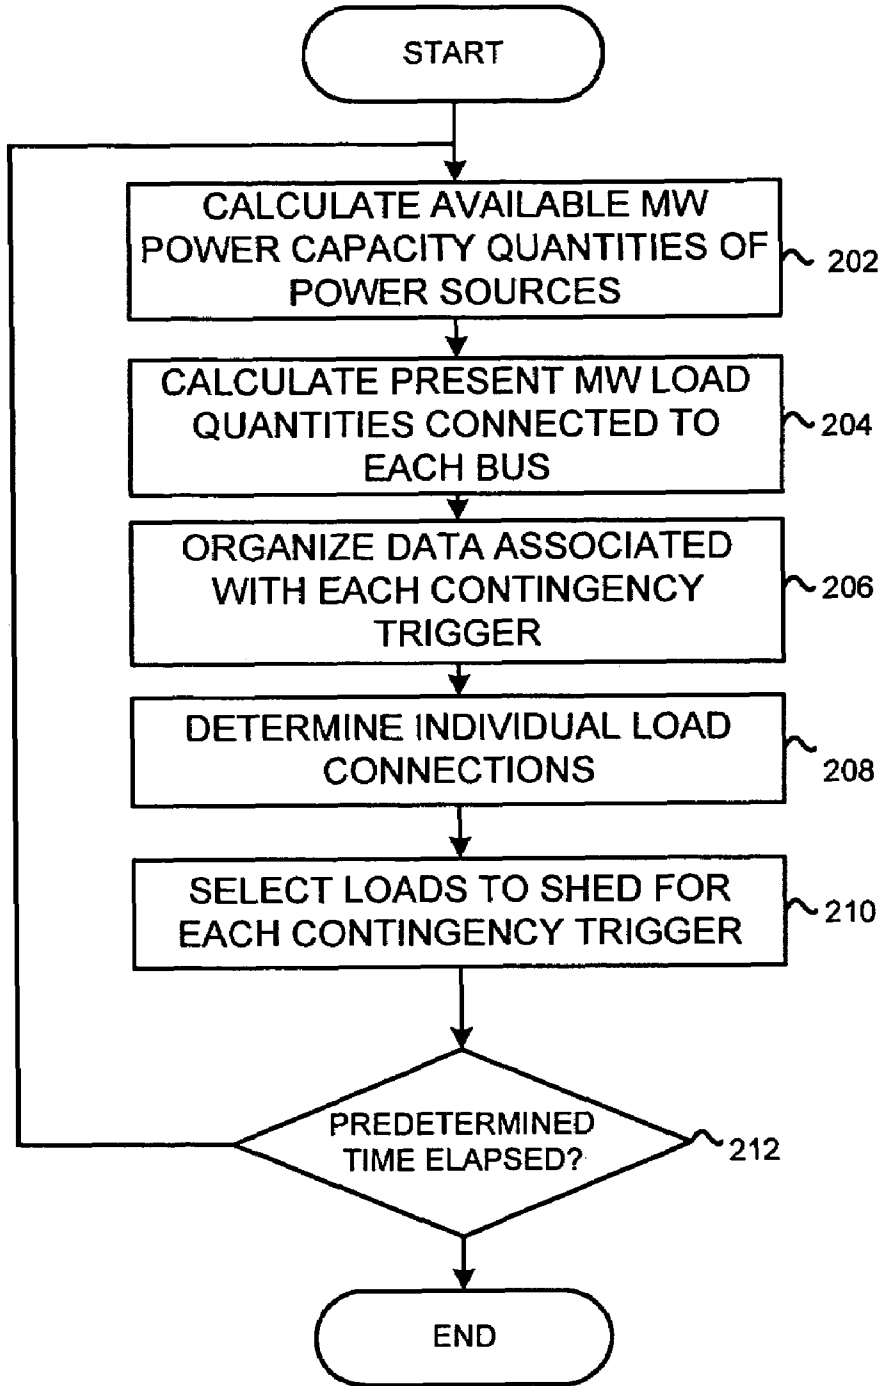 START
CALCULATE AVAILABLE MW
POWER CAPACITY QUANTITIES OF
POWER SOURCES
202
CALCULATE PRESENT MW LOAD
QUANTITIES CONNECTED TO
EACH BUS
204
ORGANIZE DATA ASSOCIATED
WITH EACH CONTINGENCY
TRIGGER
206
DETERMINE INDIVIDUAL LOAD
CONNECTIONS
208
SELECT LOADS TO SHED FOR
EACH CONTINGENCY TRIGGER
210
PREDETERMINED
TIME ELAPSED?
212
END